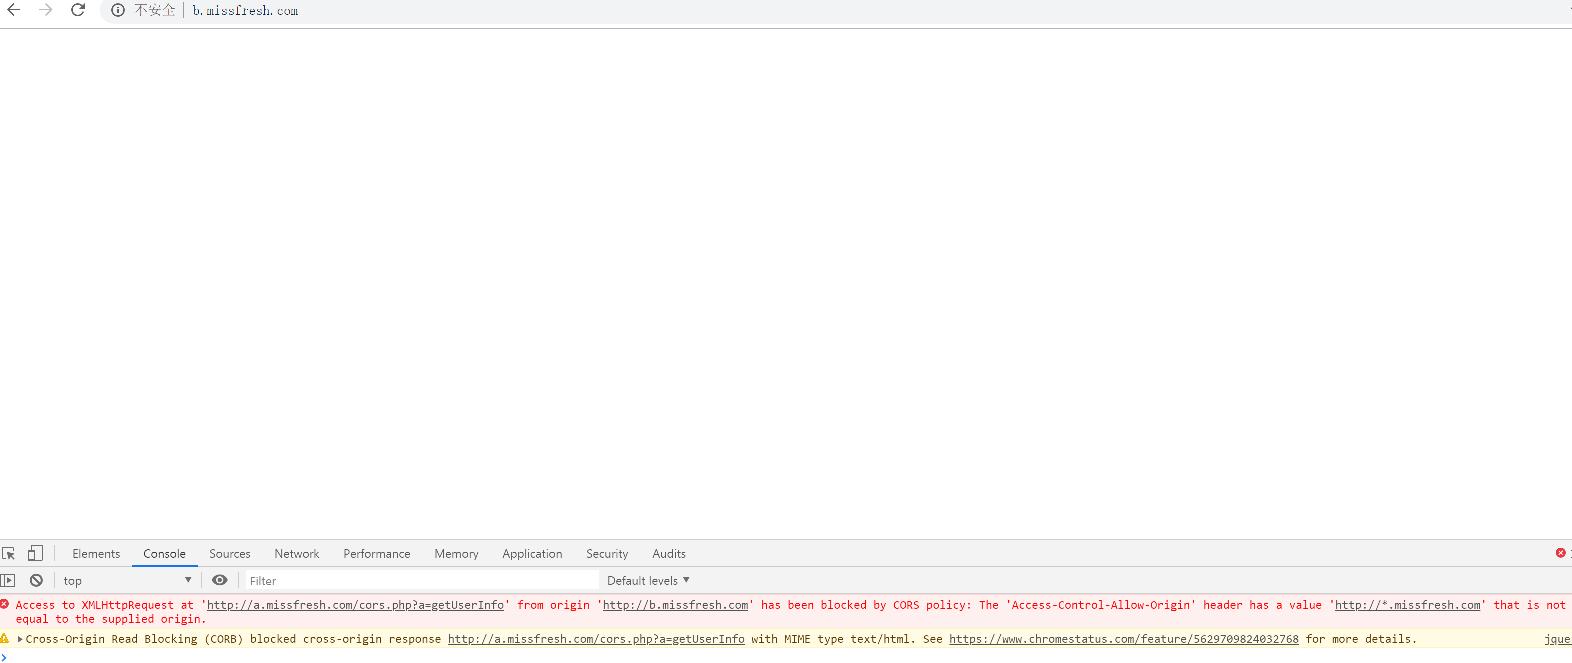 不安全 | b.missfresh.com
Elements Console Sources Network Performance Memory Application Security Audits
top Filter Default levels
Access to XMLHttpRequest at 'http://a.missfresh.com/cors.php?a=getUserInfo' from origin 'http://b.missfresh.com' has been blocked by CORS policy: The 'Access-Control-Allow-Origin' header has a value 'http://*.missfresh.com' that is not
equal to the supplied origin.
Cross-Origin Read Blocking (CORB) blocked cross-origin response http://a.missfresh.com/cors.php?a=getUserInfo with MIME type text/html. See https://www.chromestatus.com/feature/5629709824032768 for more details. jque